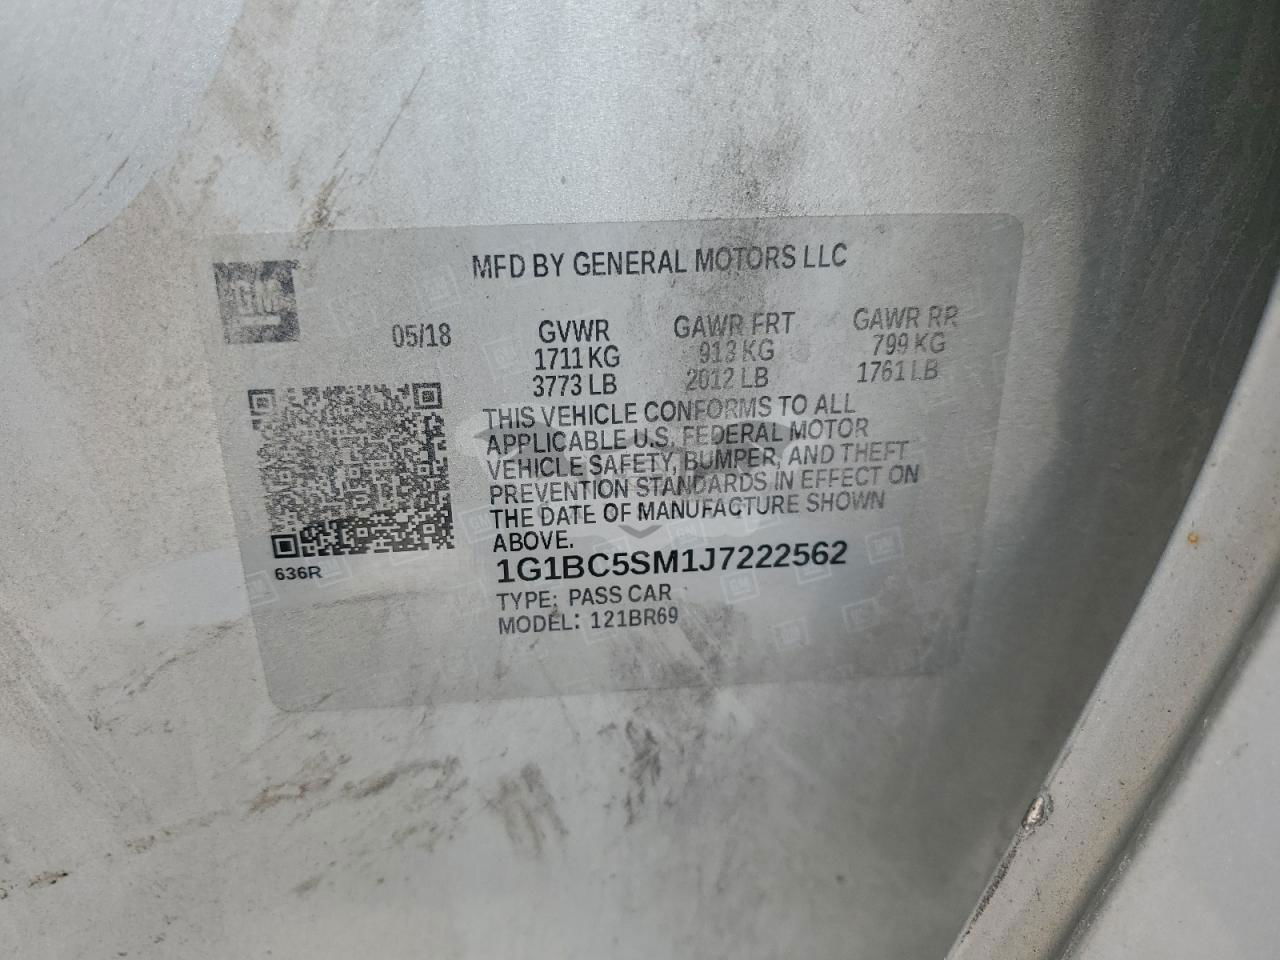 MFD BY GENERAL MOTORS LLC
GM
05/18 GVWR GAWR FRT GAWR RR
1711 KG 913 KG 799 KG
3773 LB 2012 LB 1761 LB
THIS VEHICLE CONFORMS TO ALL
APPLICABLE U.S. FEDERAL MOTOR
VEHICLE SAFETY, BUMPER, AND THEFT
PREVENTION STANDARDS IN EFFECT ON
THE DATE OF MANUFACTURE SHOWN
ABOVE.
636R
1G1BC5SM1J7222562
TYPE: PASS CAR
MODEL: 121BR69